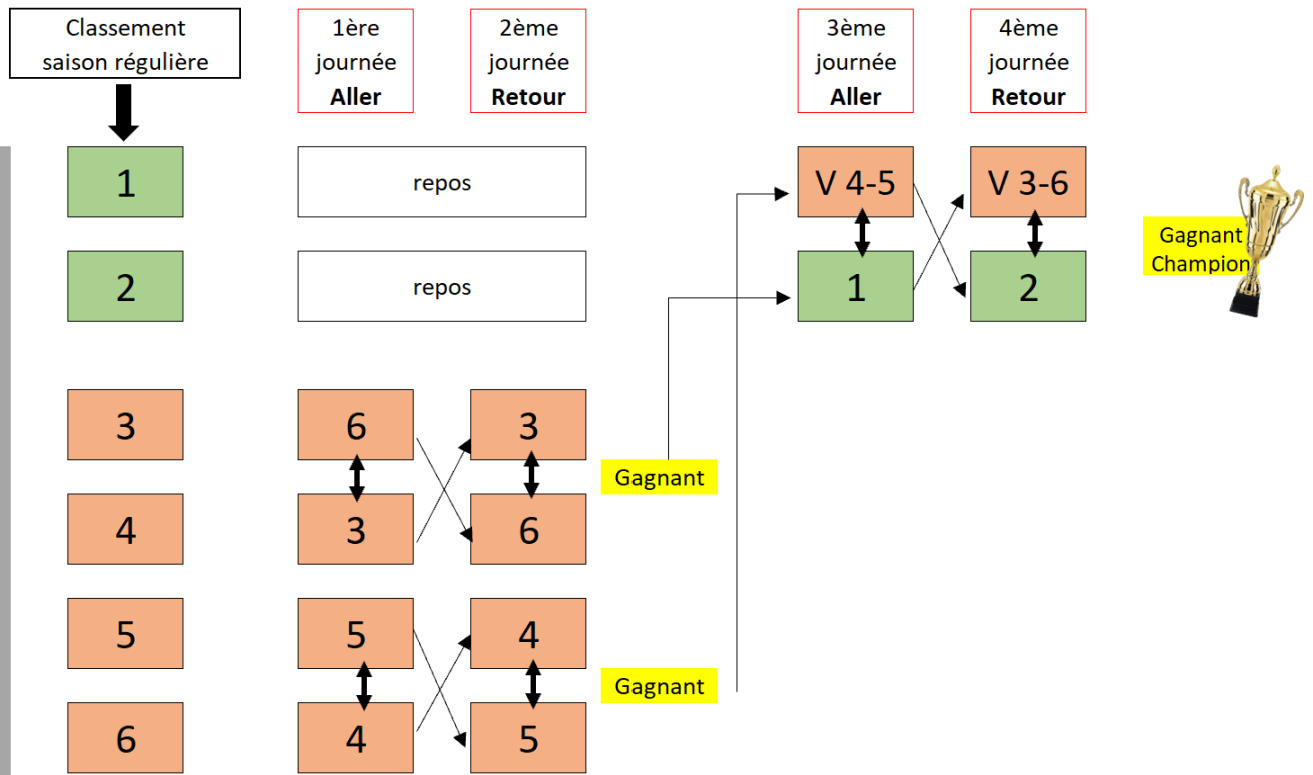 Classement
saison régulière
1ère
journée
Aller
2ème
journée
Retour
3ème
journée
Aller
4ème
journée
Retour
1
repos
V 4-5
V 3-6
2
repos
1
2
Gagnant
Champion
3
6
3
Gagnant
4
3
6
5
5
4
Gagnant
6
4
5